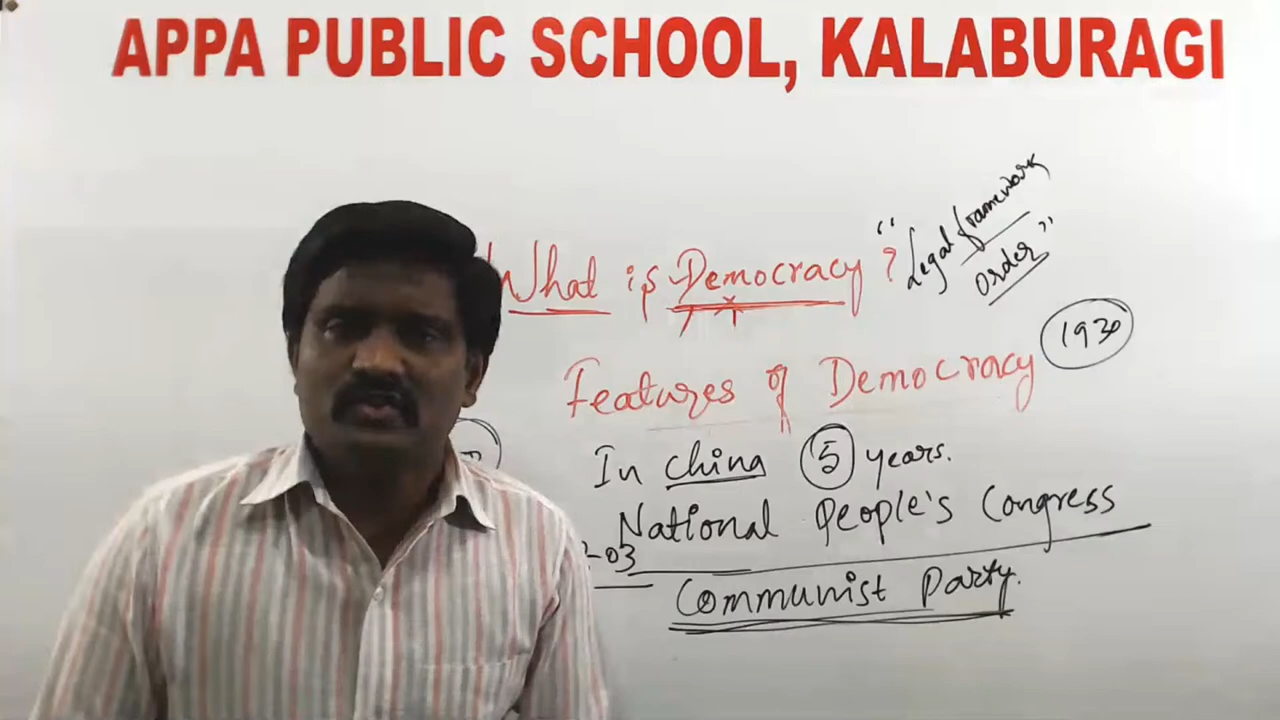 APPA PUBLIC SCHOOL, KALABURAGI
What is Democracy ?
"Legal framework
order"
Features of Democracy
1930
In China 5 years.
National People's Congress
-03
Communist Party.